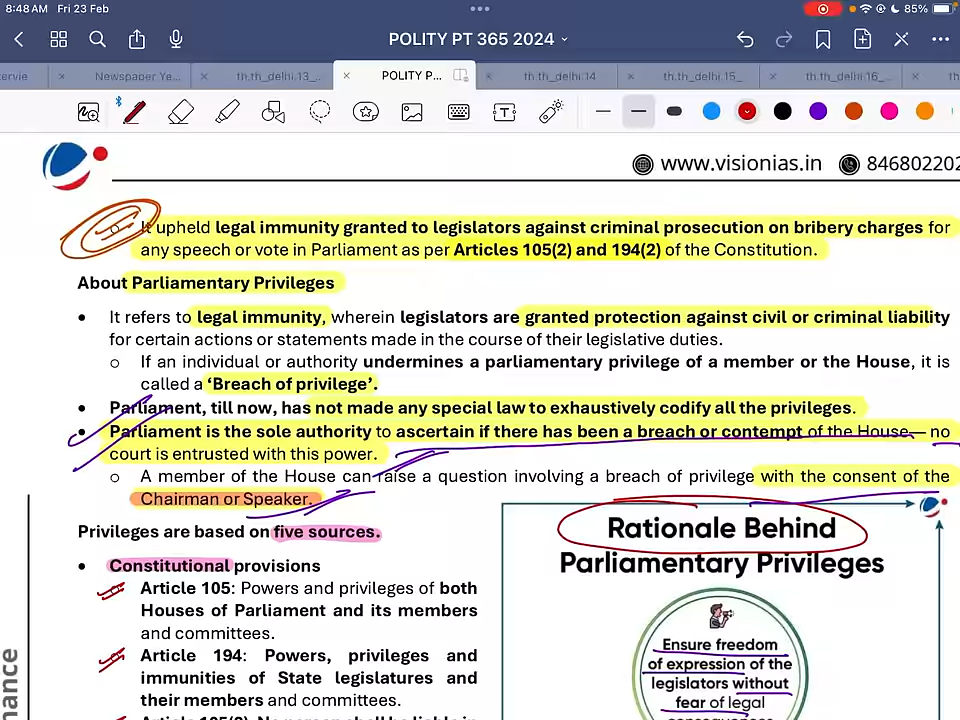 8:48 AM Fri 23 Feb
85%
POLITY PT 365 2024
ervie
Newspaper Ye...
th.th_delhi.13_...
POLITY P...
th.th_delhi.14
th.th_delhi.15_
th.th_delhi.16_
th
www.visionias.in 846802202
It upheld legal immunity granted to legislators against criminal prosecution on bribery charges for
any speech or vote in Parliament as per Articles 105(2) and 194(2) of the Constitution.
About Parliamentary Privileges
• It refers to legal immunity, wherein legislators are granted protection against civil or criminal liability
for certain actions or statements made in the course of their legislative duties.
o If an individual or authority undermines a parliamentary privilege of a member or the House, it is
called a ‘Breach of privilege’.
• Parliament, till now, has not made any special law to exhaustively codify all the privileges.
• Parliament is the sole authority to ascertain if there has been a breach or contempt of the House— no
court is entrusted with this power.
o A member of the House can raise a question involving a breach of privilege with the consent of the
Chairman or Speaker.
Privileges are based on five sources.
• Constitutional provisions
o Article 105: Powers and privileges of both
Houses of Parliament and its members
and committees.
o Article 194: Powers, privileges and
immunities of State legislatures and
their members and committees.
Rationale Behind
Parliamentary Privileges
Ensure freedom
of expression of the
legislators without
fear of legal
nance